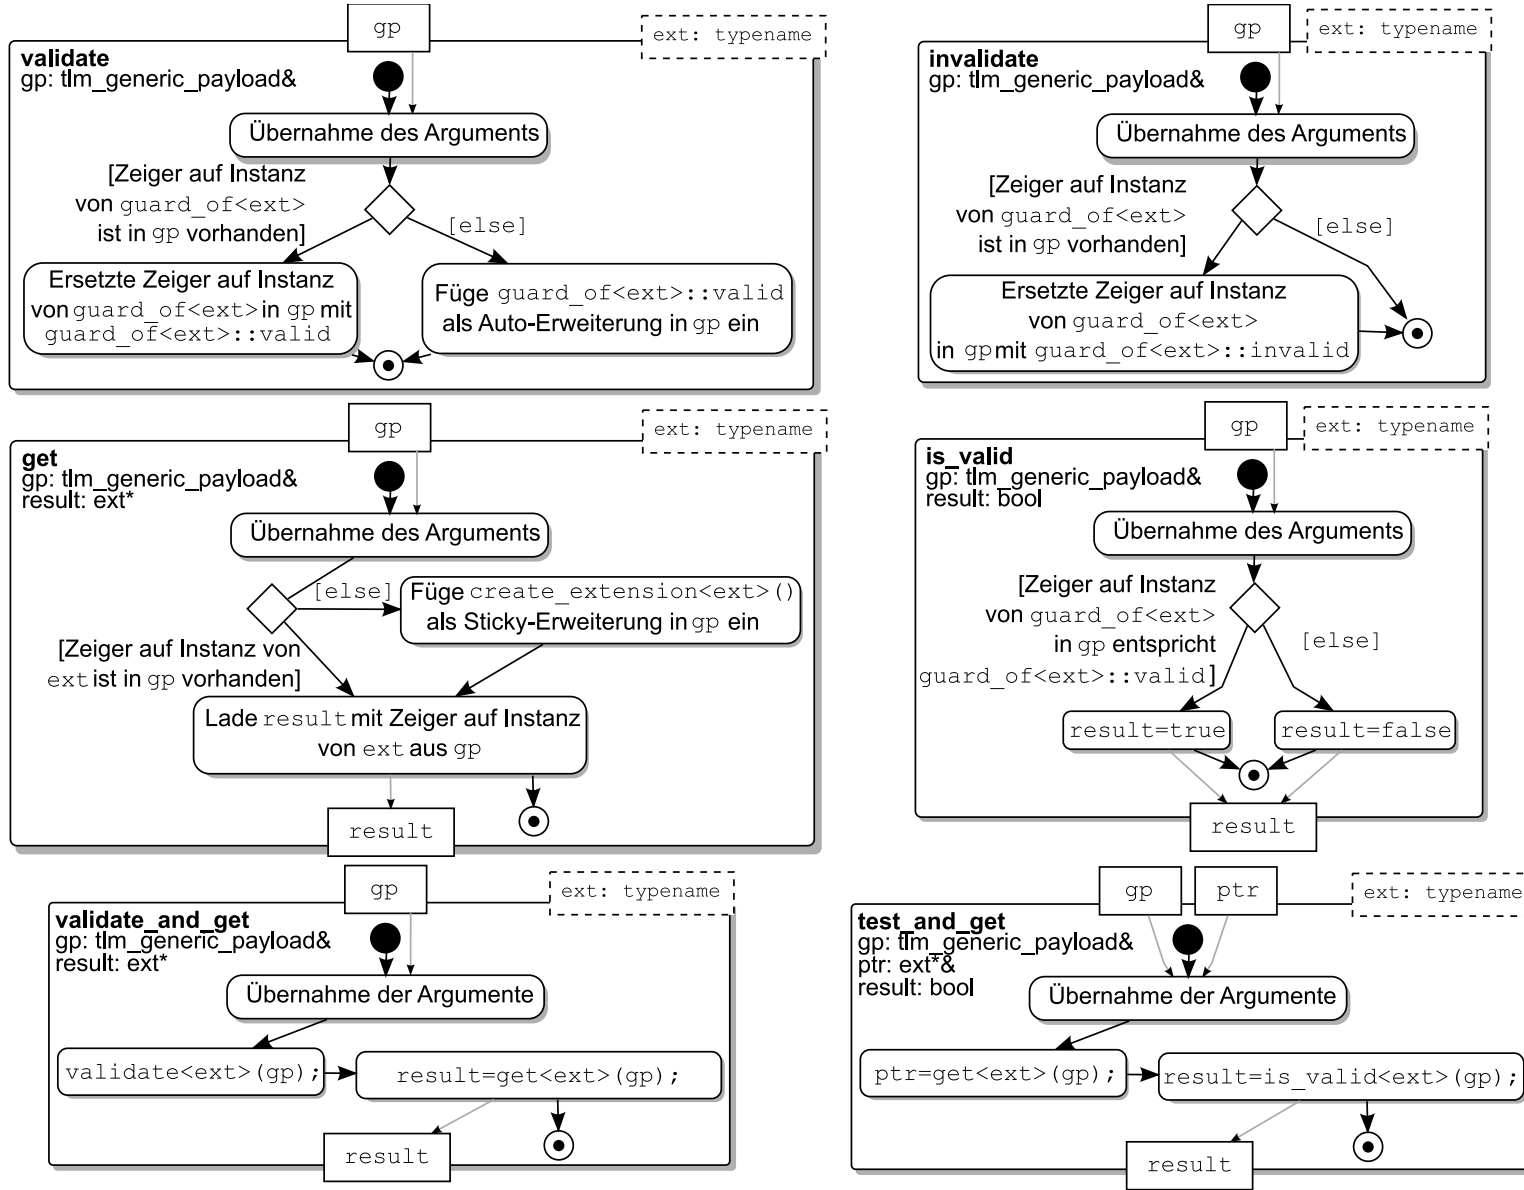 gp
ext: typename
validate
gp: tlm_generic_payload&
Übernahme des Arguments
[Zeiger auf Instanz
von guard_of<ext>
ist in gp vorhanden]
[else]
Ersetzte Zeiger auf Instanz
von guard_of<ext> in gp mit
guard_of<ext>::valid
Füge guard_of<ext>::valid
als Auto-Erweiterung in gp ein
gp
ext: typename
invalidate
gp: tlm_generic_payload&
Übernahme des Arguments
[Zeiger auf Instanz
von guard_of<ext>
ist in gp vorhanden]
[else]
Ersetzte Zeiger auf Instanz
von guard_of<ext>
in gp mit guard_of<ext>::invalid
gp
ext: typename
get
gp: tlm_generic_payload&
result: ext*
Übernahme des Arguments
[else]
Füge create_extension<ext>()
als Sticky-Erweiterung in gp ein
[Zeiger auf Instanz von
ext ist in gp vorhanden]
Lade result mit Zeiger auf Instanz
von ext aus gp
result
gp
ext: typename
is_valid
gp: tlm_generic_payload&
result: bool
Übernahme des Arguments
[Zeiger auf Instanz
von guard_of<ext>
in gp entspricht
guard_of<ext>::valid]
[else]
result=true
result=false
result
gp
ext: typename
validate_and_get
gp: tlm_generic_payload&
result: ext*
Übernahme der Argumente
validate<ext>(gp);
result=get<ext>(gp);
result
gp
ptr
ext: typename
test_and_get
gp: tlm_generic_payload&
ptr: ext*&
result: bool
Übernahme der Argumente
ptr=get<ext>(gp);
result=is_valid<ext>(gp);
result